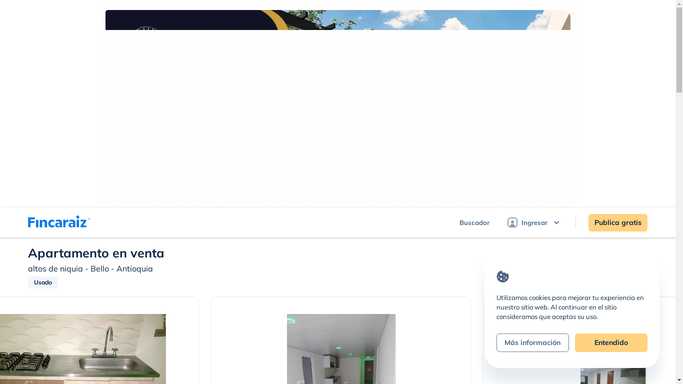 Fincaraiz
Buscador
Ingresar
Publica gratis
Apartamento en venta
altos de niquia - Bello - Antioquia
Usado
Utilizamos cookies para mejorar tu experiencia en
nuestro sitio web. Al continuar en el sitio
consideramos que aceptas su uso.
Más información
Entendido